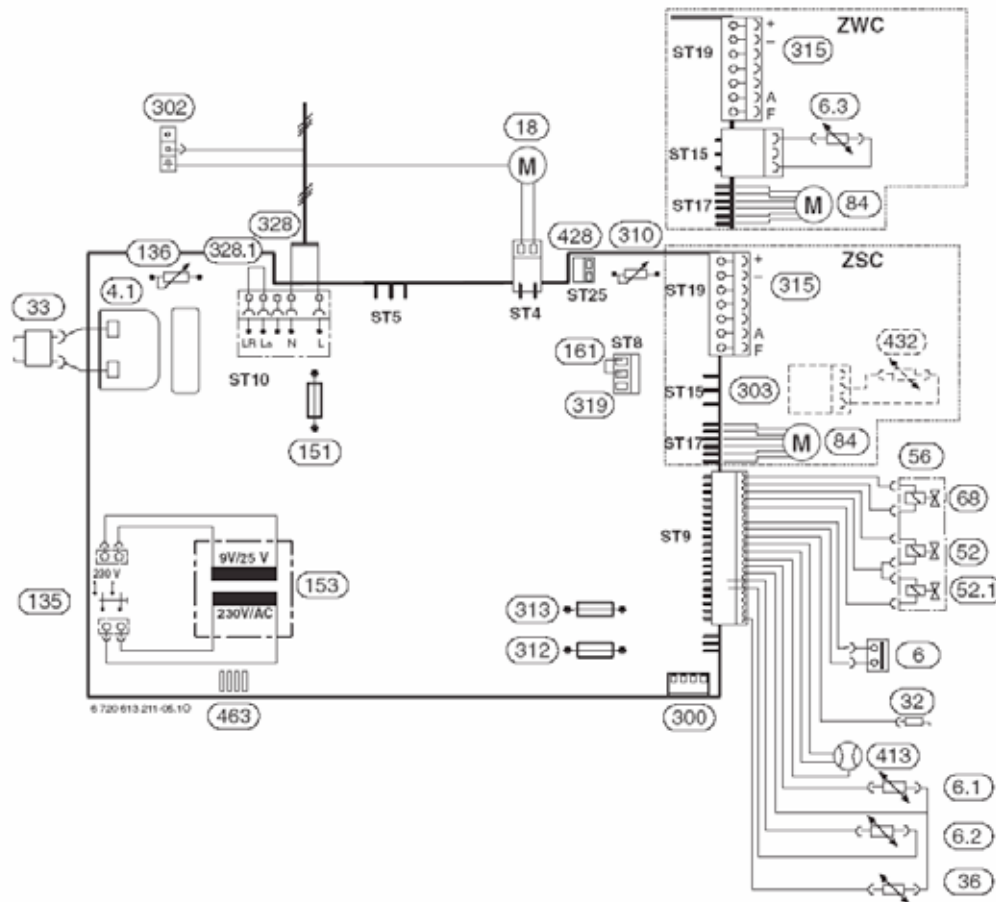 ZWC
ST19
+
–
315
A
F
6.3
ST15
ST17
M
84
302
18
M
328
328.1
136
4.1
33
428
310
ST25
ST5
ST4
LR Ls N L
ST10
151
ST8
161
319
ZSC
ST19
+
–
315
A
F
432
303
ST15
ST17
M
84
56
68
52
52.1
ST9
135
230 V
9V/25 V
230V/AC
153
313
312
6
32
300
463
6 720 613 211-05.1O
413
6.1
6.2
36